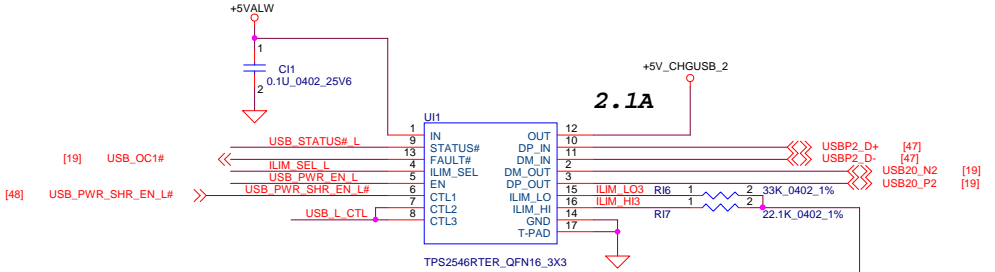 +5VALW
1
CI1
0.1U_0402_25V6
2
+5V_CHGUSB_2
2.1A
UI1
1 IN OUT 12
USB_STATUS#_L 9 STATUS# DP_IN 10 USBP2_D+ [47]
[19] USB_OC1# 13 FAULT# DM_IN 11 USBP2_D- [47]
ILIM_SEL_L 4 ILIM_SEL DM_OUT 2 USB20_N2 [19]
USB_PWR_EN_L 5 EN DP_OUT 3 USB20_P2 [19]
[48] USB_PWR_SHR_EN_L# USB_PWR_SHR_EN_L# 6 CTL1 ILIM_LO 15 ILIM_LO3 RI6 1 2 33K_0402_1%
7 CTL2 ILIM_HI 16 ILIM_HI3 RI7 1 2 22.1K_0402_1%
USB_L_CTL 8 CTL3 GND 14
T-PAD 17
TPS2546RTER_QFN16_3X3